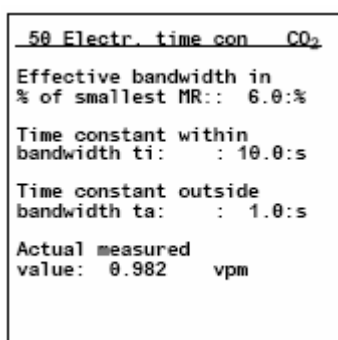 50 Electr. time con CO₂
Effective bandwidth in
% of smallest MR:: 6.0:%
Time constant within
bandwidth ti: : 10.0:s
Time constant outside
bandwidth ta: : 1.0:s
Actual measured
value: 0.982 vpm